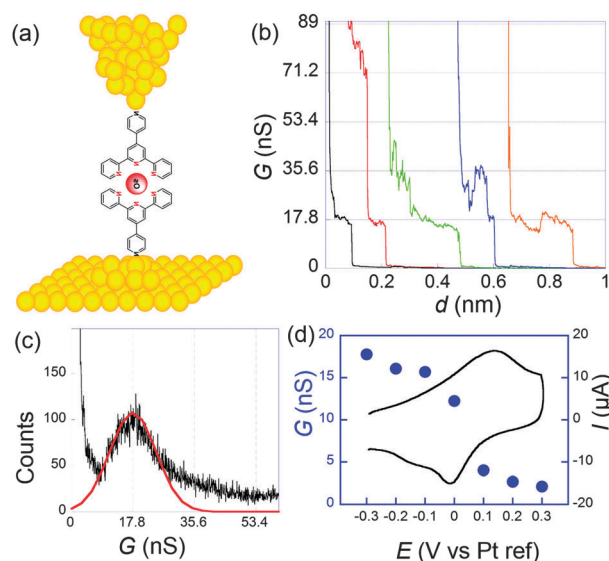 (a)
N
N
N
N
N
N
N
N
(b)
G (nS)
89
71.2
53.4
35.6
17.8
0
0
0.2
0.4
0.6
0.8
1
d (nm)
(c)
Counts
150
100
50
0
0
17.8
35.6
53.4
G (nS)
(d)
G (nS)
20
15
10
5
0
I (µA)
20
10
0
-10
-20
-0.3 -0.2 -0.1 0 0.1 0.2 0.3
E (V vs Pt ref)